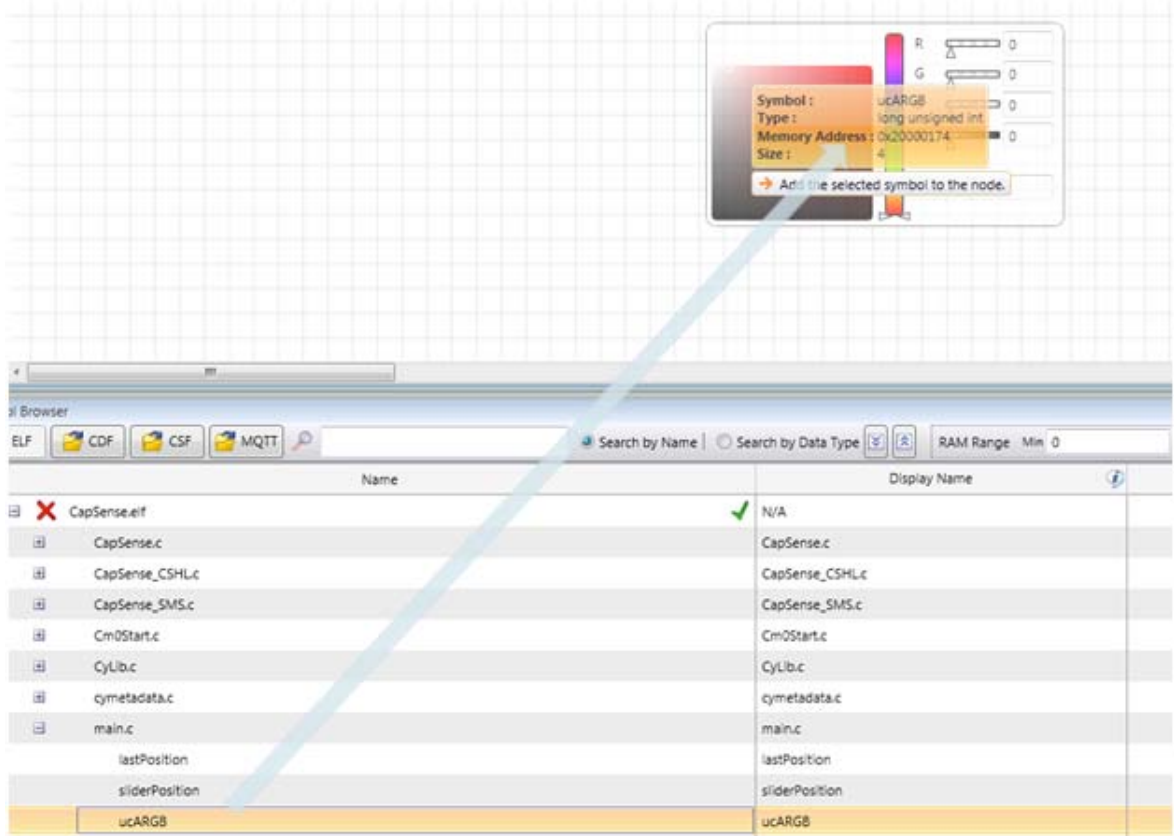 R 0
G 0
0
0
Symbol : ucARGB
Type : long unsigned int
Memory Address : 0x20000174
Size : 4
Add the selected symbol to the node.
ol Browser
ELF CDF CSF MQTT Search by Name Search by Data Type RAM Range Min 0
Name Display Name
CapSense.elf N/A
CapSense.c CapSense.c
CapSense_CSHL.c CapSense_CSHL.c
CapSense_SMS.c CapSense_SMS.c
Cm0Start.c Cm0Start.c
CyLib.c CyLib.c
cymetadata.c cymetadata.c
main.c main.c
lastPosition lastPosition
sliderPosition sliderPosition
ucARGB ucARGB